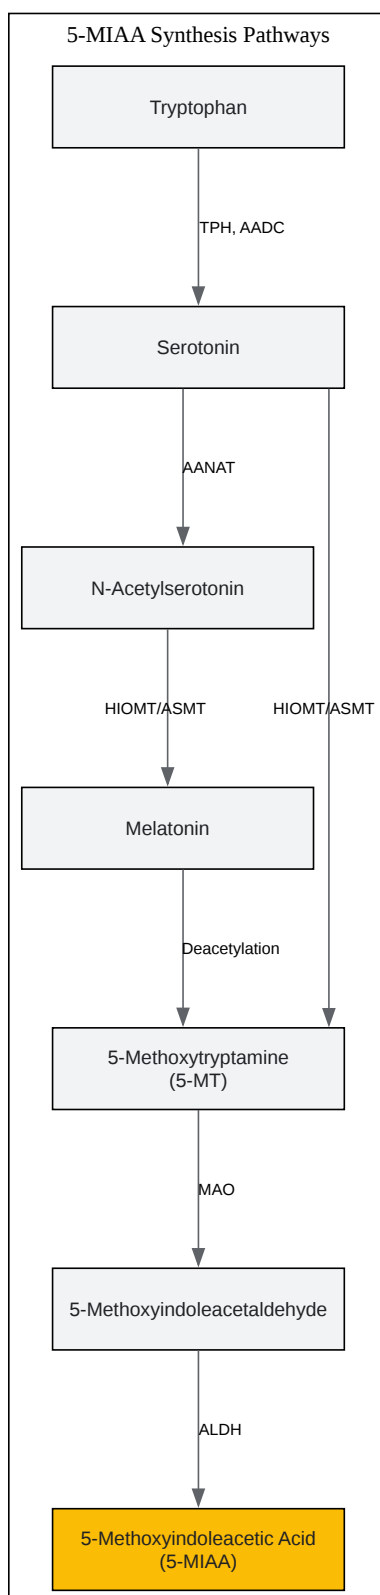 5-MIAA Synthesis Pathways
Tryptophan
TPH, AADC
Serotonin
AANAT
N-Acetylserotonin
HIOMT/ASMT
HIOMT/ASMT
Melatonin
Deacetylation
5-Methoxytryptamine
(5-MT)
MAO
5-Methoxyindoleacetaldehyde
ALDH
5-Methoxyindoleacetic Acid
(5-MIAA)